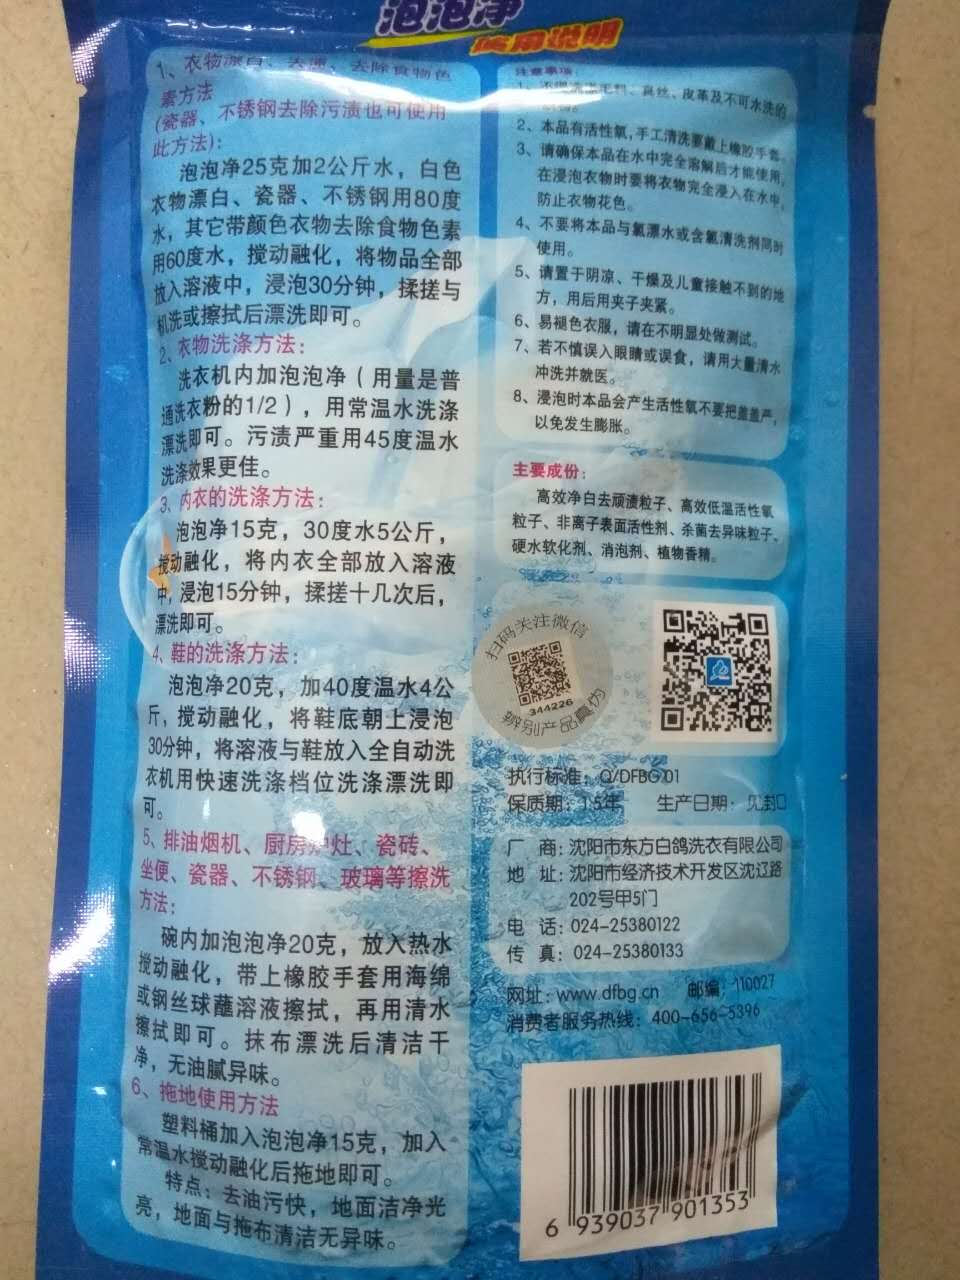 泡泡净
使用说明
1、衣物漂白、去渍、去除食物色
素方法
(瓷器、不锈钢去除污渍也可使用
此方法)：
泡泡净25克加2公斤水，白色
衣物漂白、瓷器、不锈钢用80度
水，其它带颜色衣物去除食物色素
用60度水，搅动融化，将物品全部
放入溶液中，浸泡30分钟，揉搓与
机洗或擦拭后漂洗即可。
2、衣物洗涤方法：
洗衣机内加泡泡净（用量是普
通洗衣粉的1/2），用常温水洗涤
漂洗即可。污渍严重用45度温水
洗涤效果更佳。
3、内衣的洗涤方法：
泡泡净15克，30度水5公斤，
搅动融化，将内衣全部放入溶液
中，浸泡15分钟，揉搓十几次后，
漂洗即可。
4、鞋的洗涤方法：
泡泡净20克，加40度温水4公
斤，搅动融化，将鞋底朝上浸泡
30分钟，将溶液与鞋放入全自动洗
衣机用快速洗涤档位洗涤漂洗即
可。
5、排油烟机、厨房炉灶、瓷砖、
坐便、瓷器、不锈钢、玻璃等擦洗
方法：
碗内加泡泡净20克，放入热水
搅动融化，带上橡胶手套用海绵
或钢丝球蘸溶液擦拭，再用清水
擦拭即可。抹布漂洗后清洁干
净，无油腻异味。
6、拖地使用方法
塑料桶加入泡泡净15克，加入
常温水搅动融化后拖地即可。
特点：去油污快，地面洁净光
亮，地面与拖布清洁无异味。
注意事项：
1、不要洗涤毛料、真丝、皮革及不可水洗的
2、本品有活性氧，手工清洗要戴上橡胶手套。
3、请确保本品在水中完全溶解后才能使用，
在浸泡衣物时要将衣物完全浸入在水中，
防止衣物花色。
4、不要将本品与氯漂水或含氯清洗剂同时
使用。
5、请置于阴凉、干燥及儿童接触不到的地
方，用后用夹子夹紧。
6、易褪色衣服，请在不明显处做测试。
7、若不慎误入眼睛或误食，请用大量清水
冲洗并就医。
8、浸泡时本品会产生活性氧不要把盖盖严，
以免发生膨胀。
主要成份：
高效净白去顽渍粒子、高效低温活性氧
粒子、非离子表面活性剂、杀菌去异味粒子、
硬水软化剂、消泡剂、植物香精。
扫码关注微信
344226
辨别产品真伪
执行标准：Q/DFBG 01
保质期：1.5年 生产日期：见封口
厂 商：沈阳市东方白鸽洗衣有限公司
地 址：沈阳市经济技术开发区沈辽路
202号甲5门
电 话：024-25380122
传 真：024-25380133
网址：www.dfbg.cn 邮编：110027
消费者服务热线：400-656-5396
6 939037 901353